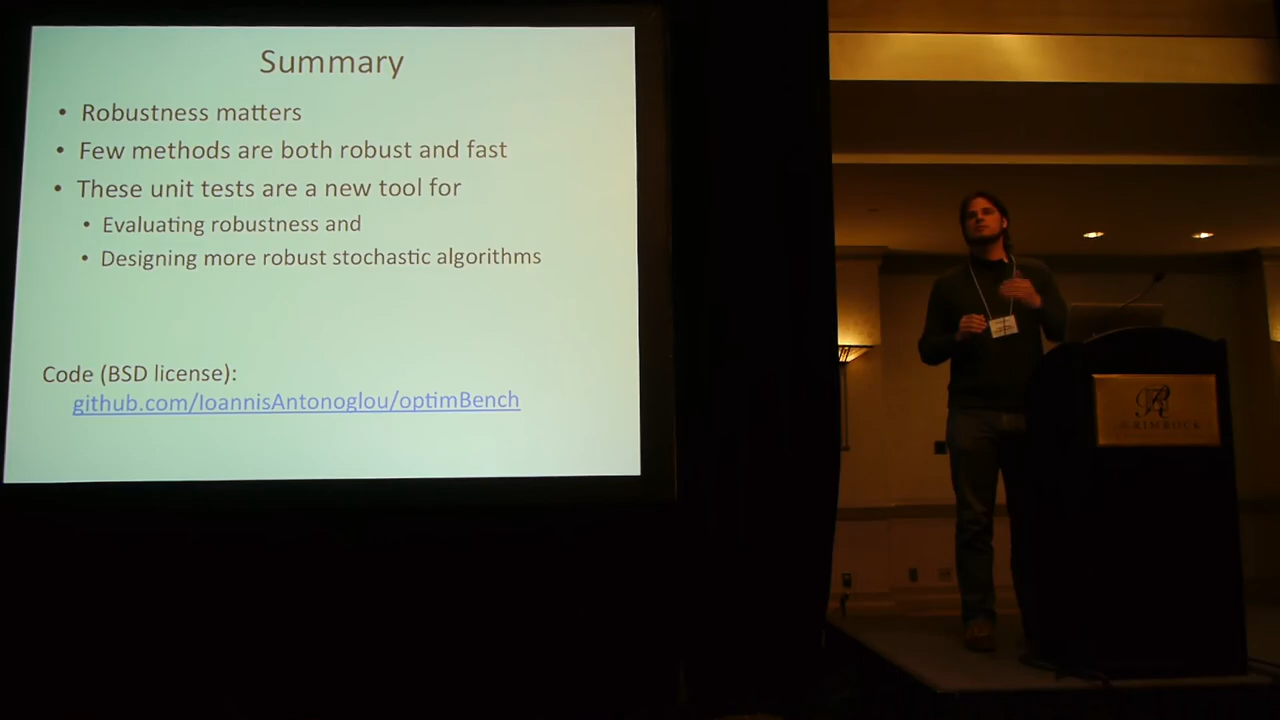 Summary
• Robustness matters
• Few methods are both robust and fast
• These unit tests are a new tool for
• Evaluating robustness and
• Designing more robust stochastic algorithms
Code (BSD license):
github.com/IoannisAntonoglou/optimBench